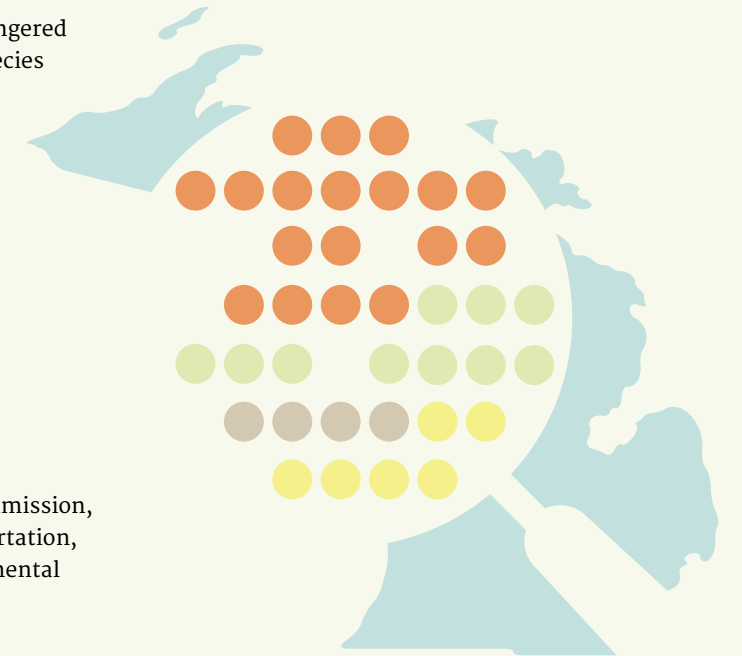 ngered
ecies
mission,
rtation,
nental